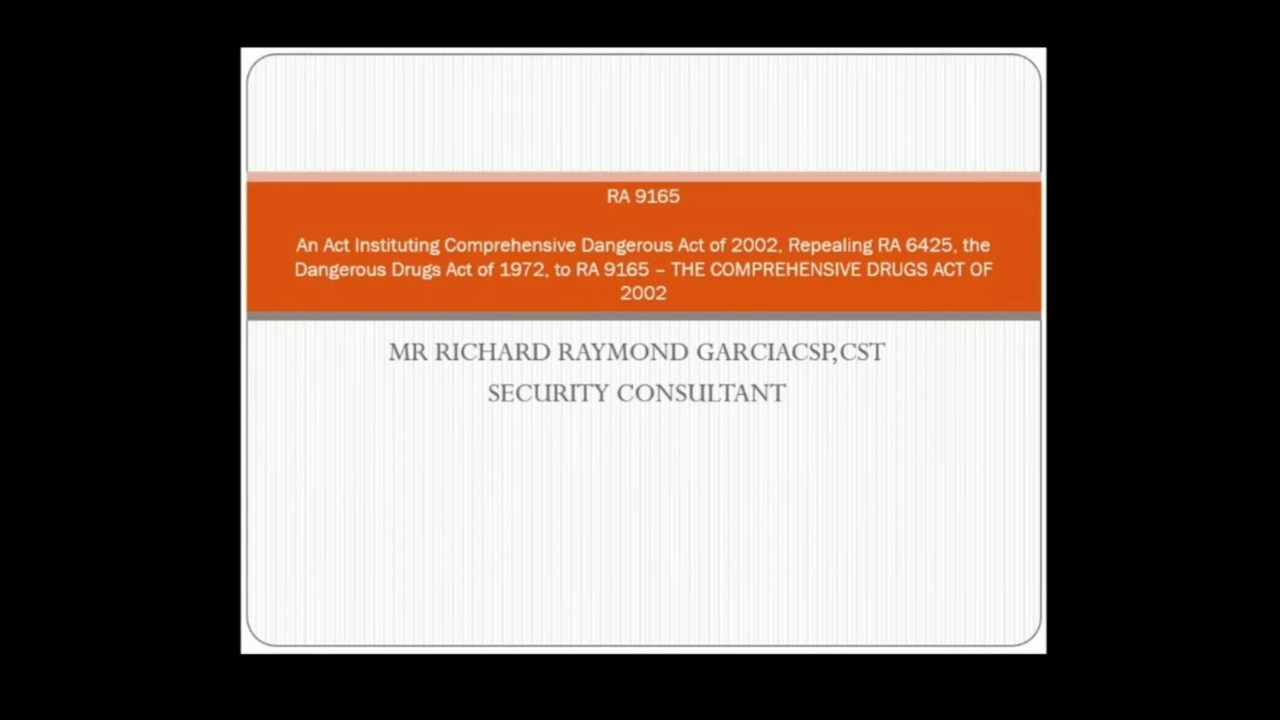 RA 9165
An Act Instituting Comprehensive Dangerous Act of 2002, Repealing RA 6425, the
Dangerous Drugs Act of 1972, to RA 9165 – THE COMPREHENSIVE DRUGS ACT OF
2002
MR RICHARD RAYMOND GARCIACSP,CST
SECURITY CONSULTANT